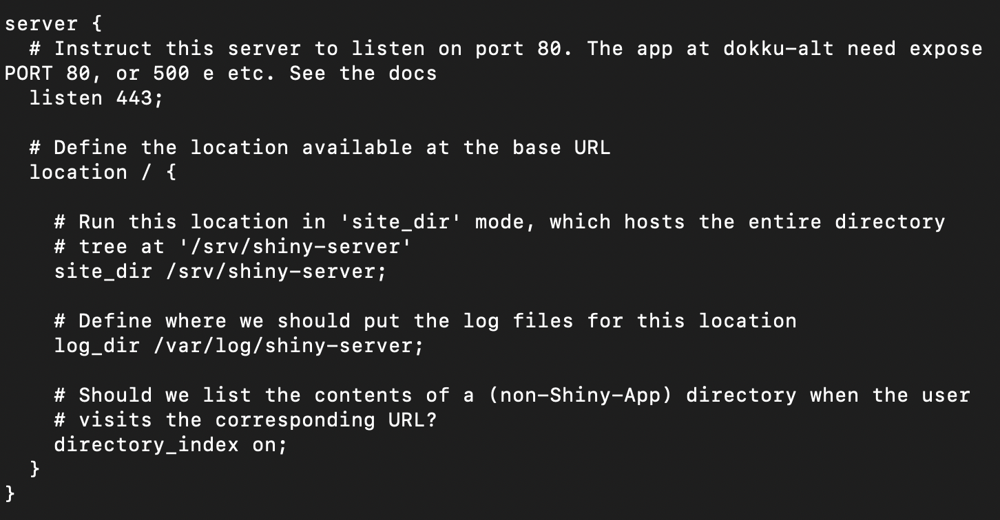 server {
  # Instruct this server to listen on port 80. The app at dokku-alt need expose
PORT 80, or 500 e etc. See the docs
  listen 443;

  # Define the location available at the base URL
  location / {

    # Run this location in 'site_dir' mode, which hosts the entire directory
    # tree at '/srv/shiny-server'
    site_dir /srv/shiny-server;

    # Define where we should put the log files for this location
    log_dir /var/log/shiny-server;

    # Should we list the contents of a (non-Shiny-App) directory when the user
    # visits the corresponding URL?
    directory_index on;
  }
}